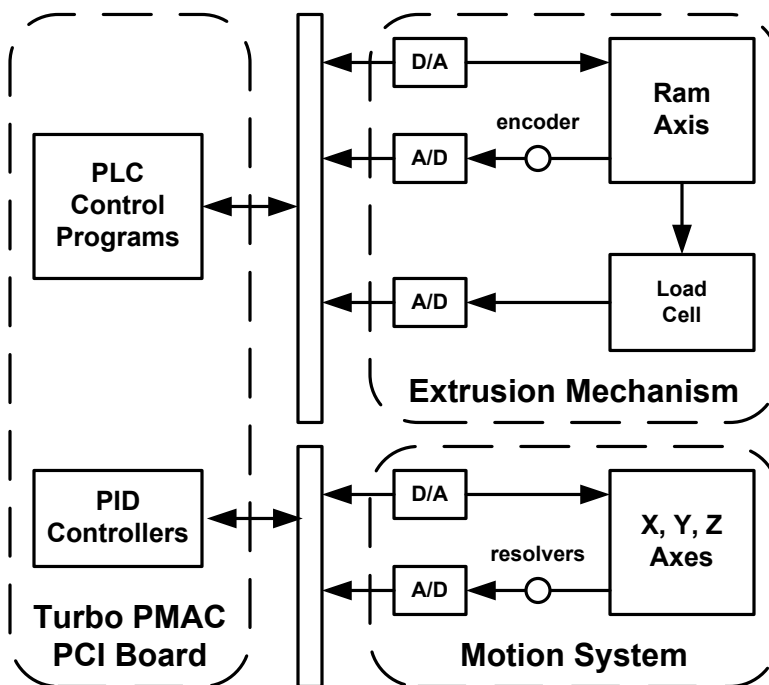 D/A
Ram
Axis
encoder
A/D
PLC
Control
Programs
A/D
Load
Cell
Extrusion Mechanism
D/A
PID
Controllers
X, Y, Z
Axes
resolvers
A/D
Turbo PMAC
PCI Board
Motion System